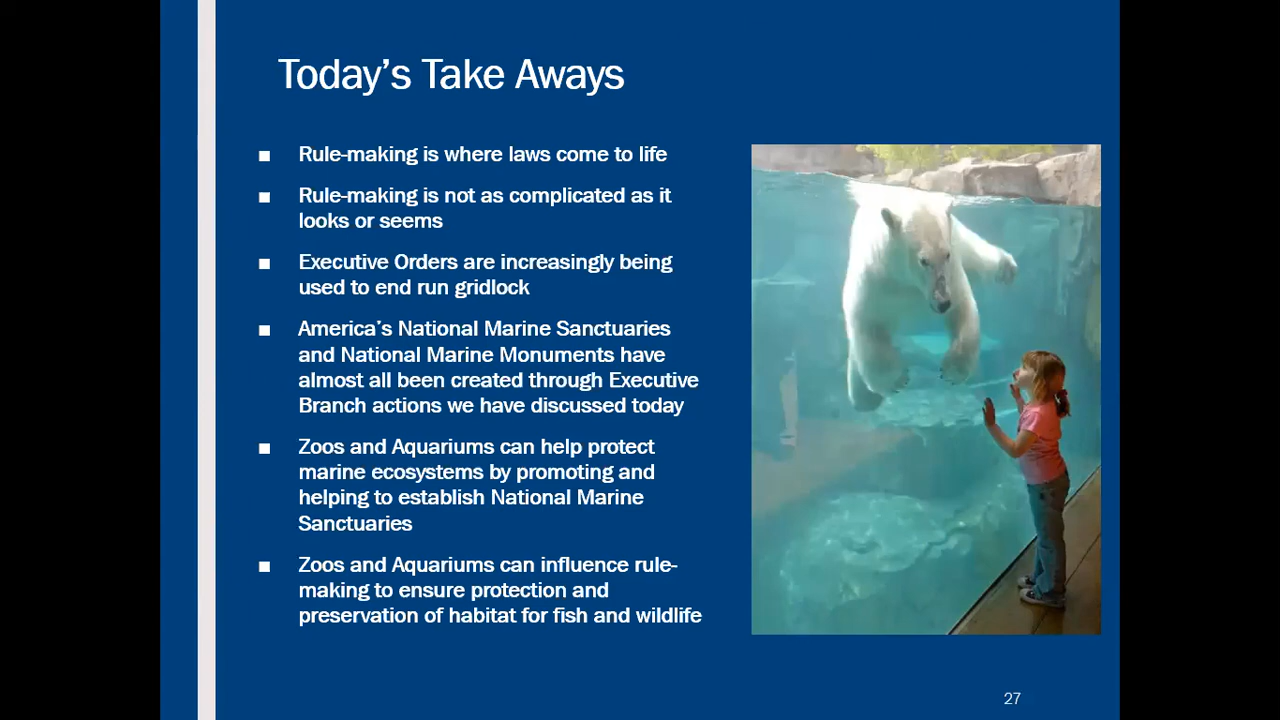 Today's Take Aways
■ Rule-making is where laws come to life
■ Rule-making is not as complicated as it
looks or seems
■ Executive Orders are increasingly being
used to end run gridlock
■ America's National Marine Sanctuaries
and National Marine Monuments have
almost all been created through Executive
Branch actions we have discussed today
■ Zoos and Aquariums can help protect
marine ecosystems by promoting and
helping to establish National Marine
Sanctuaries
■ Zoos and Aquariums can influence rule-
making to ensure protection and
preservation of habitat for fish and wildlife
27